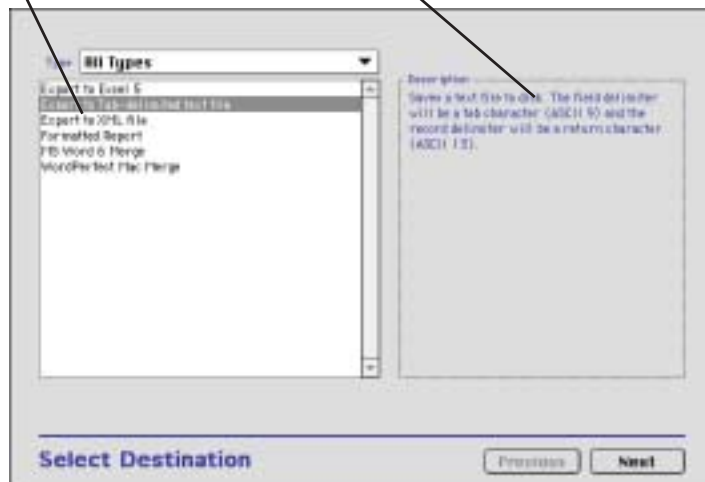 Type All Types
Export to Excel 5
Export to Tab-delimited text file
Export to XML file
Formatted Report
MS Word 6 Merge
WordPerfect Mac Merge
Description
Saves a text file to disk. The field delimiter
will be a tab character (ASCII 9) and the
record delimiter will be a return character
(ASCII 13).
Select Destination
Previous
Next